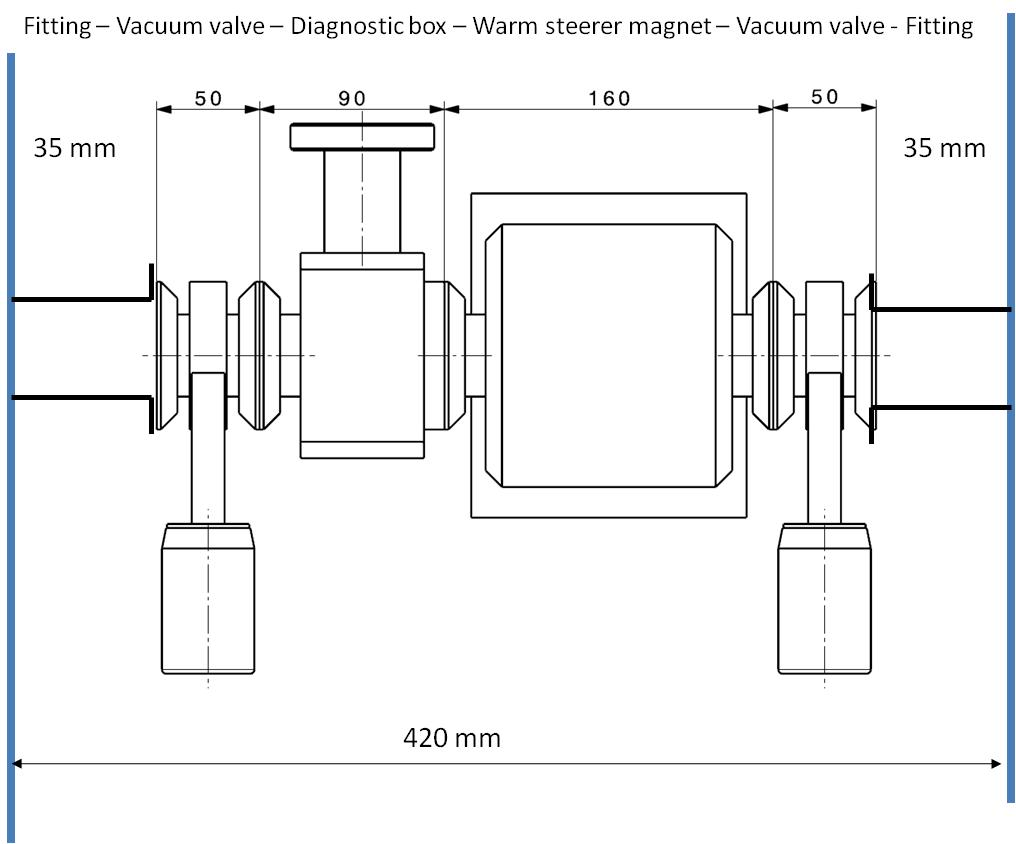 Fitting – Vacuum valve – Diagnostic box – Warm steerer magnet – Vacuum valve - Fitting
50 90 160 50
35 mm 35 mm
420 mm